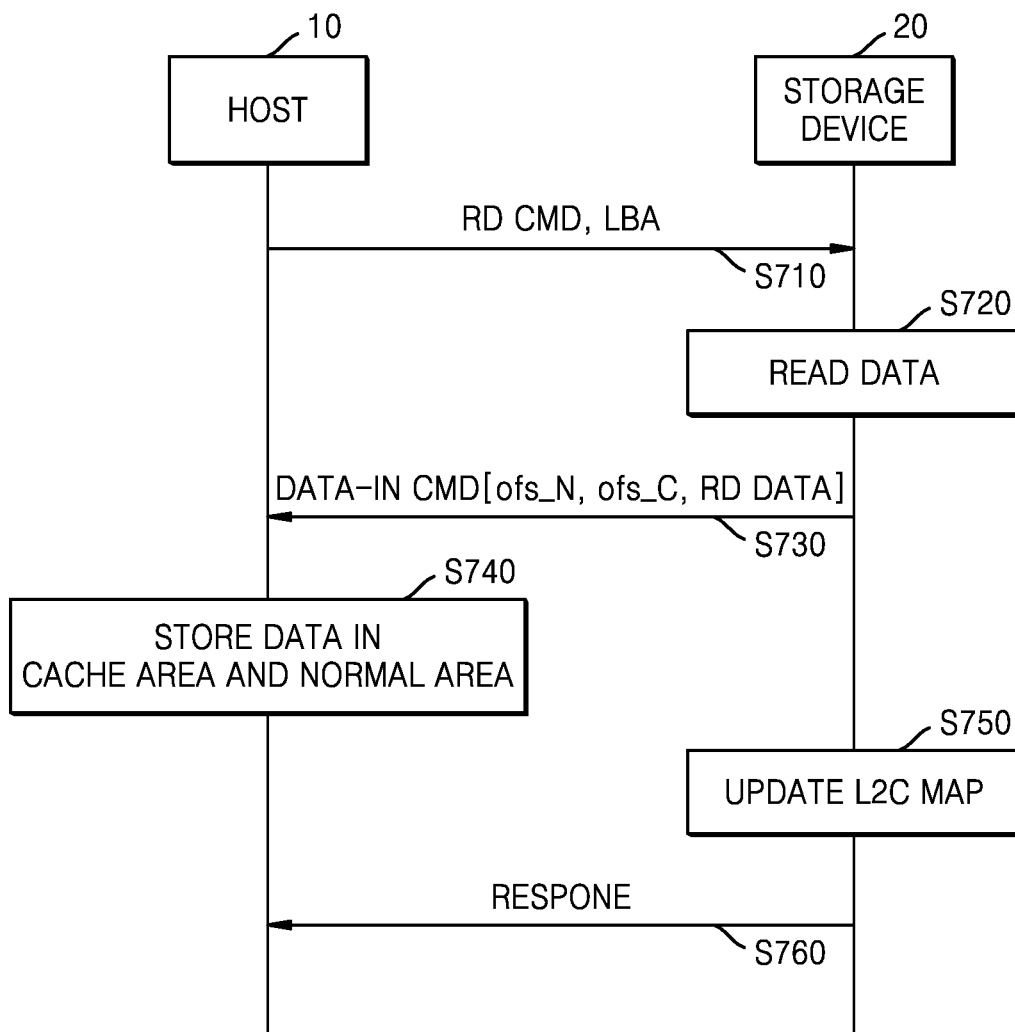 10
20
HOST
STORAGE
DEVICE
RD CMD, LBA
S710
S720
READ DATA
DATA-IN CMD[ofs_N, ofs_C, RD DATA]
S730
S740
STORE DATA IN
CACHE AREA AND NORMAL AREA
S750
UPDATE L2C MAP
RESPONE
S760